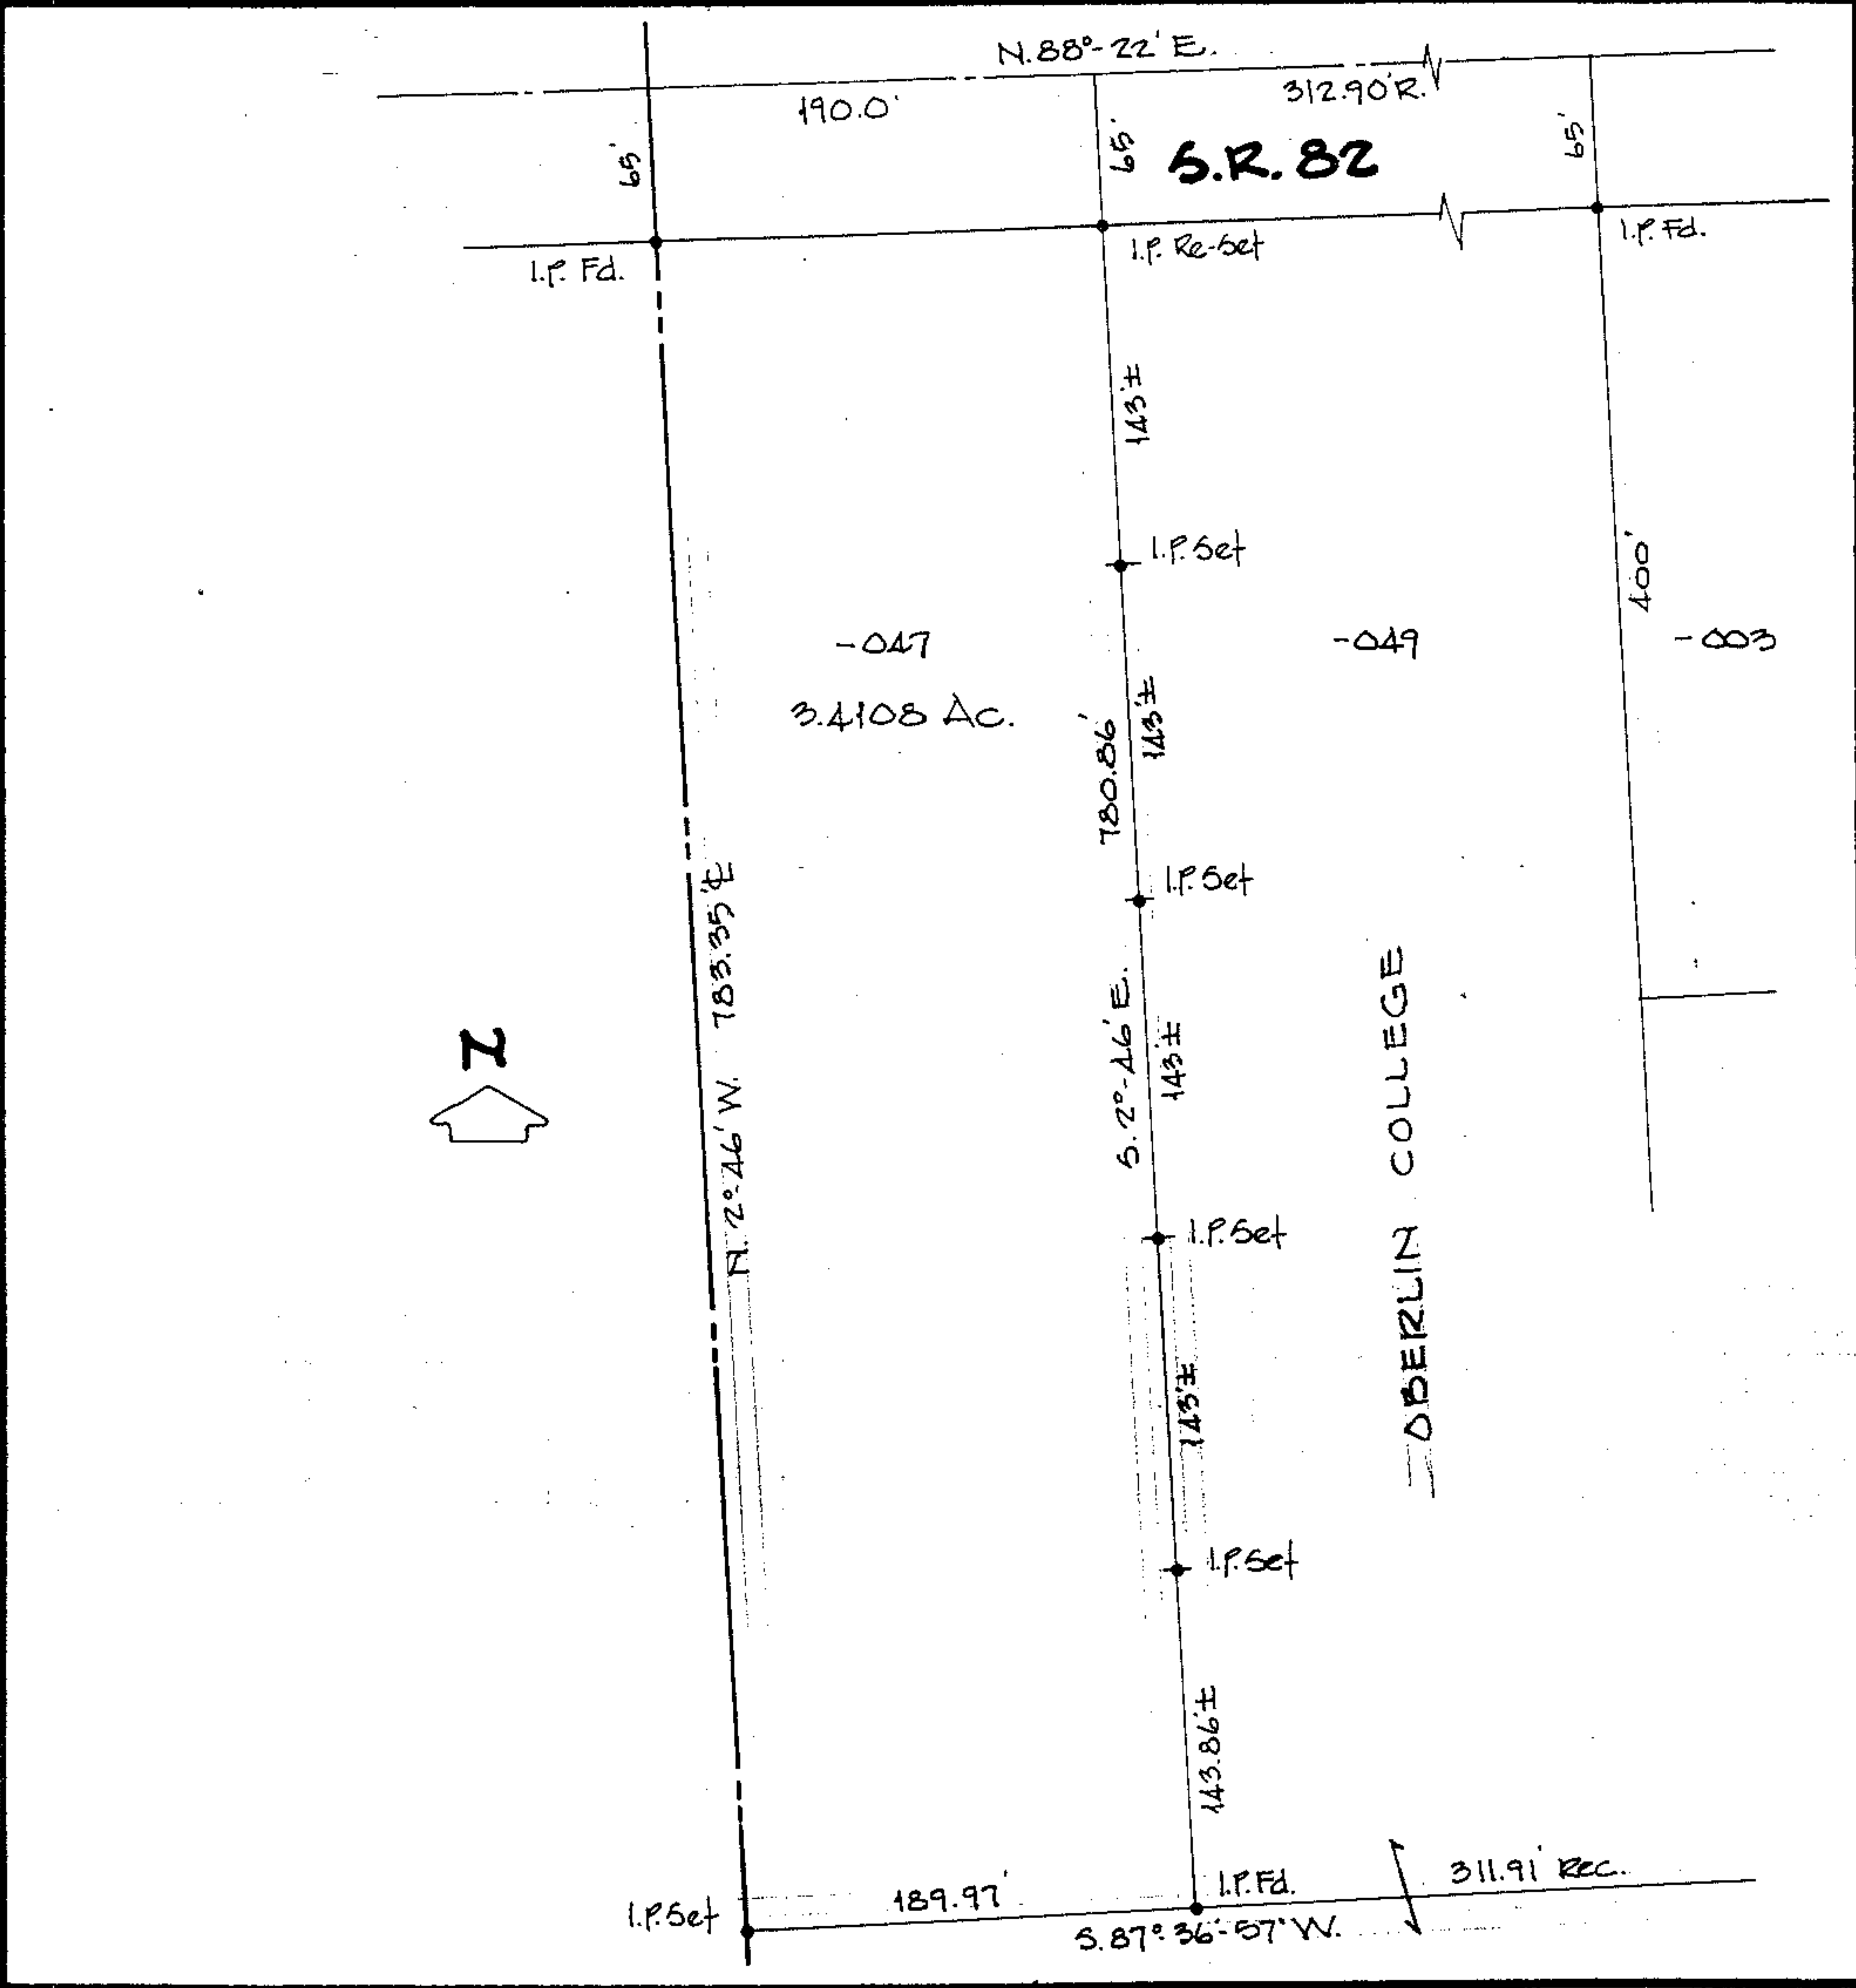 N.88°-22' E.
190.0'
312.90'R.
65'
65'
65'
S.R. 82
I.P. Fd.
I.P. Re-Set
I.P. Fd.
143'±
I.P. Set
400'
-047
-049
-003
3.4108 Ac.
143'±
780.86'
I.P. Set
N. 2°-46' W. 783.35'±
N
S. 2°-46' E.
143'±
OBERLIN COLLEGE
I.P. Set
143'±
I.P. Set
143.86'±
I.P. Set
189.97'
I.P. Fd.
311.91' Rec.
S. 87°-36'-57" W.